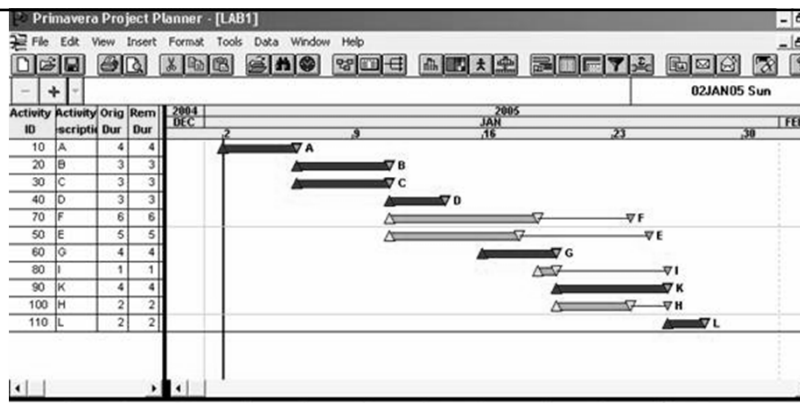 Primavera Project Planner - [LAB1]
File Edit View Insert Format Tools Data Window Help
02JAN05 Sun
Activity ID Activity escriptio Orig Dur Rem Dur
2004 2005
DEC JAN FEB
2 9 16 23 30
10 A 4 4 A
20 B 3 3 B
30 C 3 3 C
40 D 3 3 D
70 F 6 6 F
50 E 5 5 E
60 G 4 4 G
80 I 1 1 I
90 K 4 4 K
100 H 2 2 H
110 L 2 2 L